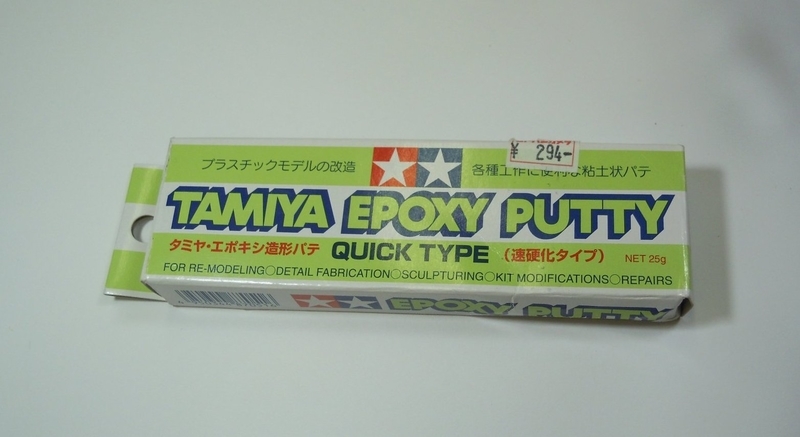 ¥ 294-
プラスチックモデルの改造 各種工作に便利な粘土状パテ
TAMIYA EPOXY PUTTY
タミヤ・エポキシ造形パテ QUICK TYPE (速硬化タイプ) NET 25g
FOR RE-MODELING○DETAIL FABRICATION○SCULPTURING○KIT MODIFICATIONS○REPAIRS
EPOXY PUTTY